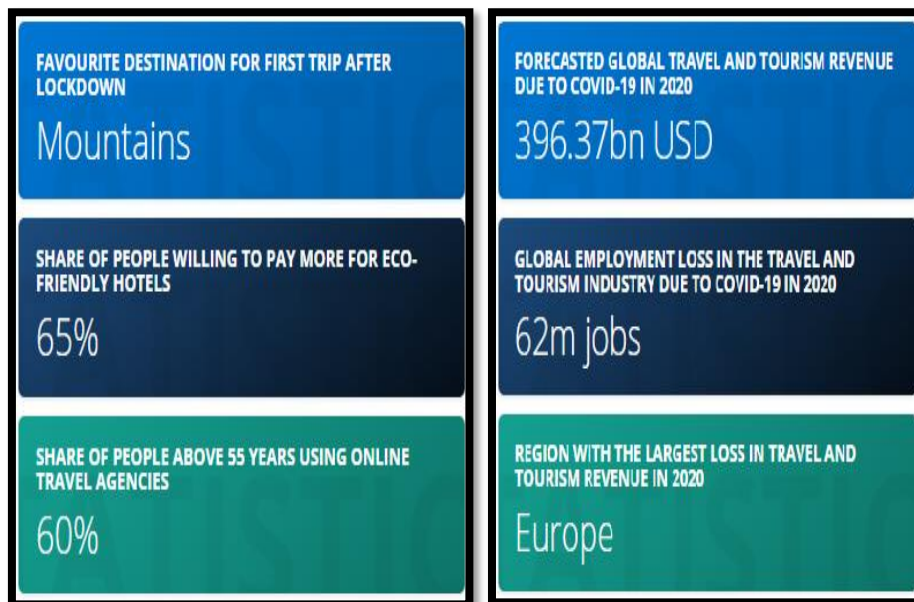 FAVOURITE DESTINATION FOR FIRST TRIP AFTER
LOCKDOWN
Mountains
SHARE OF PEOPLE WILLING TO PAY MORE FOR ECO-
FRIENDLY HOTELS
65%
SHARE OF PEOPLE ABOVE 55 YEARS USING ONLINE
TRAVEL AGENCIES
60%
FORECASTED GLOBAL TRAVEL AND TOURISM REVENUE
DUE TO COVID-19 IN 2020
396.37bn USD
GLOBAL EMPLOYMENT LOSS IN THE TRAVEL AND
TOURISM INDUSTRY DUE TO COVID-19 IN 2020
62m jobs
REGION WITH THE LARGEST LOSS IN TRAVEL AND
TOURISM REVENUE IN 2020
Europe